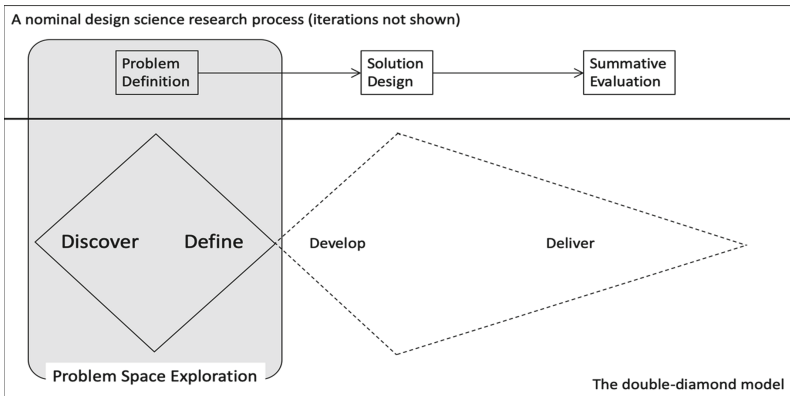 A nominal design science research process (iterations not shown)
Problem
Definition
Solution
Design
Summative
Evaluation
Discover
Define
Develop
Deliver
Problem Space Exploration
The double-diamond model